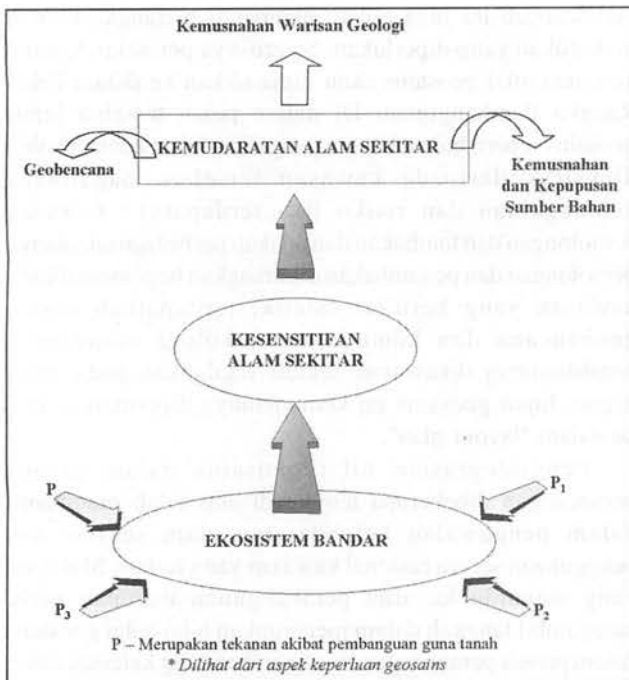 Kemusnahan Warisan Geologi
KEMUDARATAN ALAM SEKITAR
Geobencana
Kemusnahan
dan Kepupusan
Sumber Bahan
KESENSITIFAN
ALAM SEKITAR
P
P₁
EKOSISTEM BANDAR
P₃
P₂
P – Merupakan tekanan akibat pembangunan guna tanah
* Dilihat dari aspek keperluan geosains